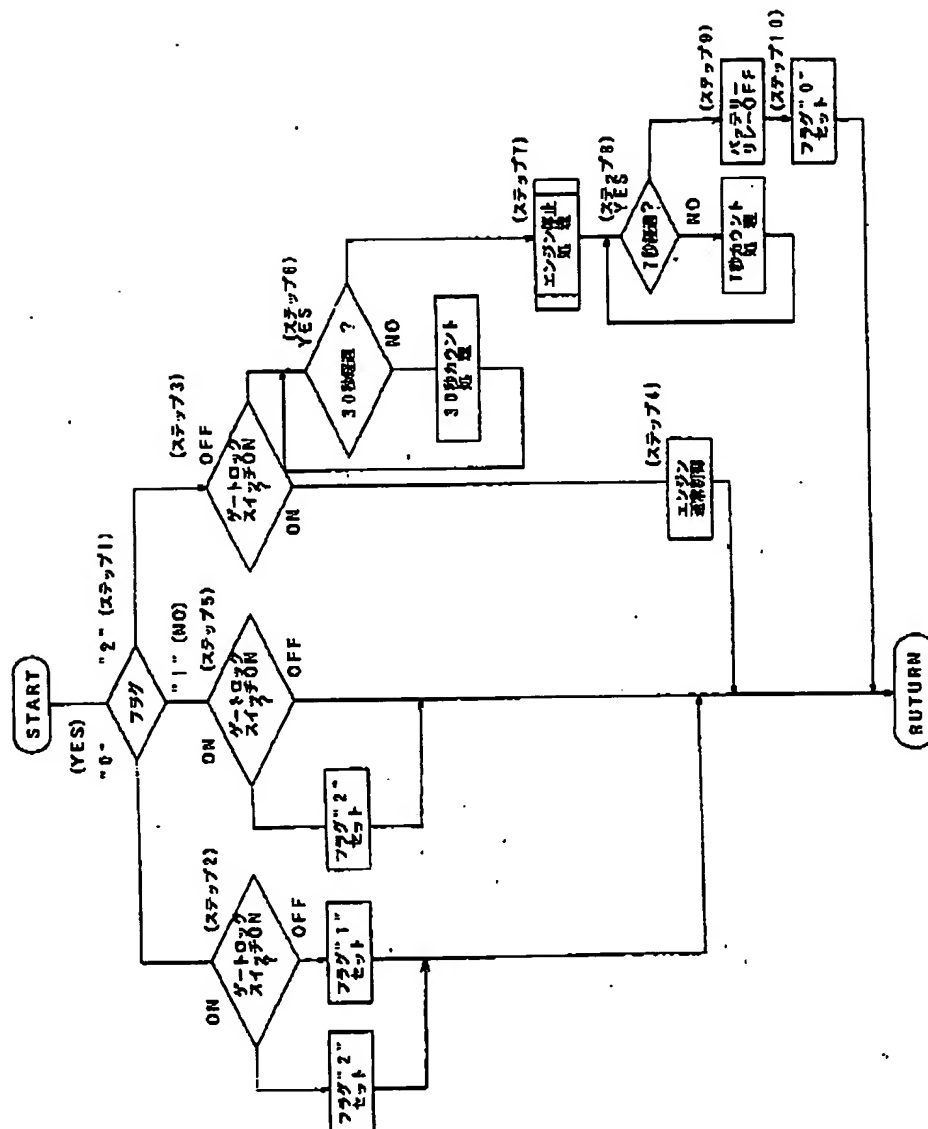 START
(YES)
"0"
フラグ
"2" (ステップ1)
"1" (NO)
(ステップ2)
ゲートロック
スイッチON
?
ON
OFF
フラグ"2"
セット
フラグ"1"
セット
(ステップ5)
ゲートロック
スイッチON
?
ON
OFF
フラグ"2"
セット
(ステップ3)
ゲートロック
スイッチON
?
OFF
ON
(ステップ4)
エンジン
通常制御
(ステップ6)
YES
30秒経過 ?
NO
30秒カウント
処理
(ステップ7)
エンジン停止
処理
(ステップ8)
YES
7秒経過?
NO
7秒カウント
処理
(ステップ9)
バッテリー
リレーOFF
(ステップ10)
フラグ"0"
セット
RUTURN